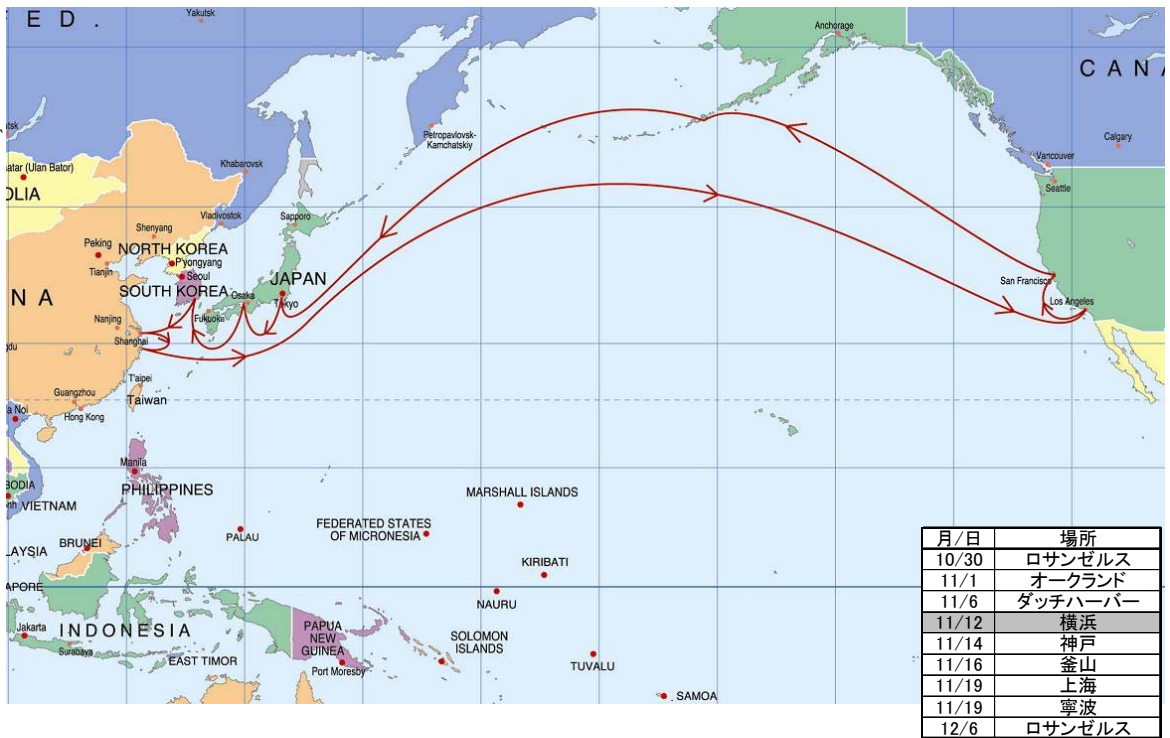 E D .
Yakutsk
Anchorage
C A N A
Petropavlovsk-
Kamchatskiy
Calgary
Khabarovsk
atar (Ulan Bator)
OLIA
Vancouver
Seattle
Vladivostok
Sapporo
Shenyang
Peking
NORTH KOREA
P'yongyang
Tianjin
Seoul
JAPAN
San Francisco
SOUTH KOREA
Osaka
Tokyo
N A
Los Angeles
Fukuoka
Nanjing
Shanghai
T'aipei
Guangzhou
Taiwan
Hong Kong
a Noi
Manila
BODIA
PHILIPPINES
MARSHALL ISLANDS
VIETNAM
FEDERATED STATES
OF MICRONESIA
PALAU
BRUNEI
LAYSIA
KIRIBATI
APORE
NAURU
Jakarta
I N D O N E S I A
PAPUA
NEW
GUINEA
SOLOMON
ISLANDS
Surabaya
EAST TIMOR
Port Moresby
TUVALU
SAMOA
月/日 場所
10/30 ロサンゼルス
11/1 オークランド
11/6 ダッチハーバー
11/12 横浜
11/14 神戸
11/16 釜山
11/19 上海
11/19 寧波
12/6 ロサンゼルス